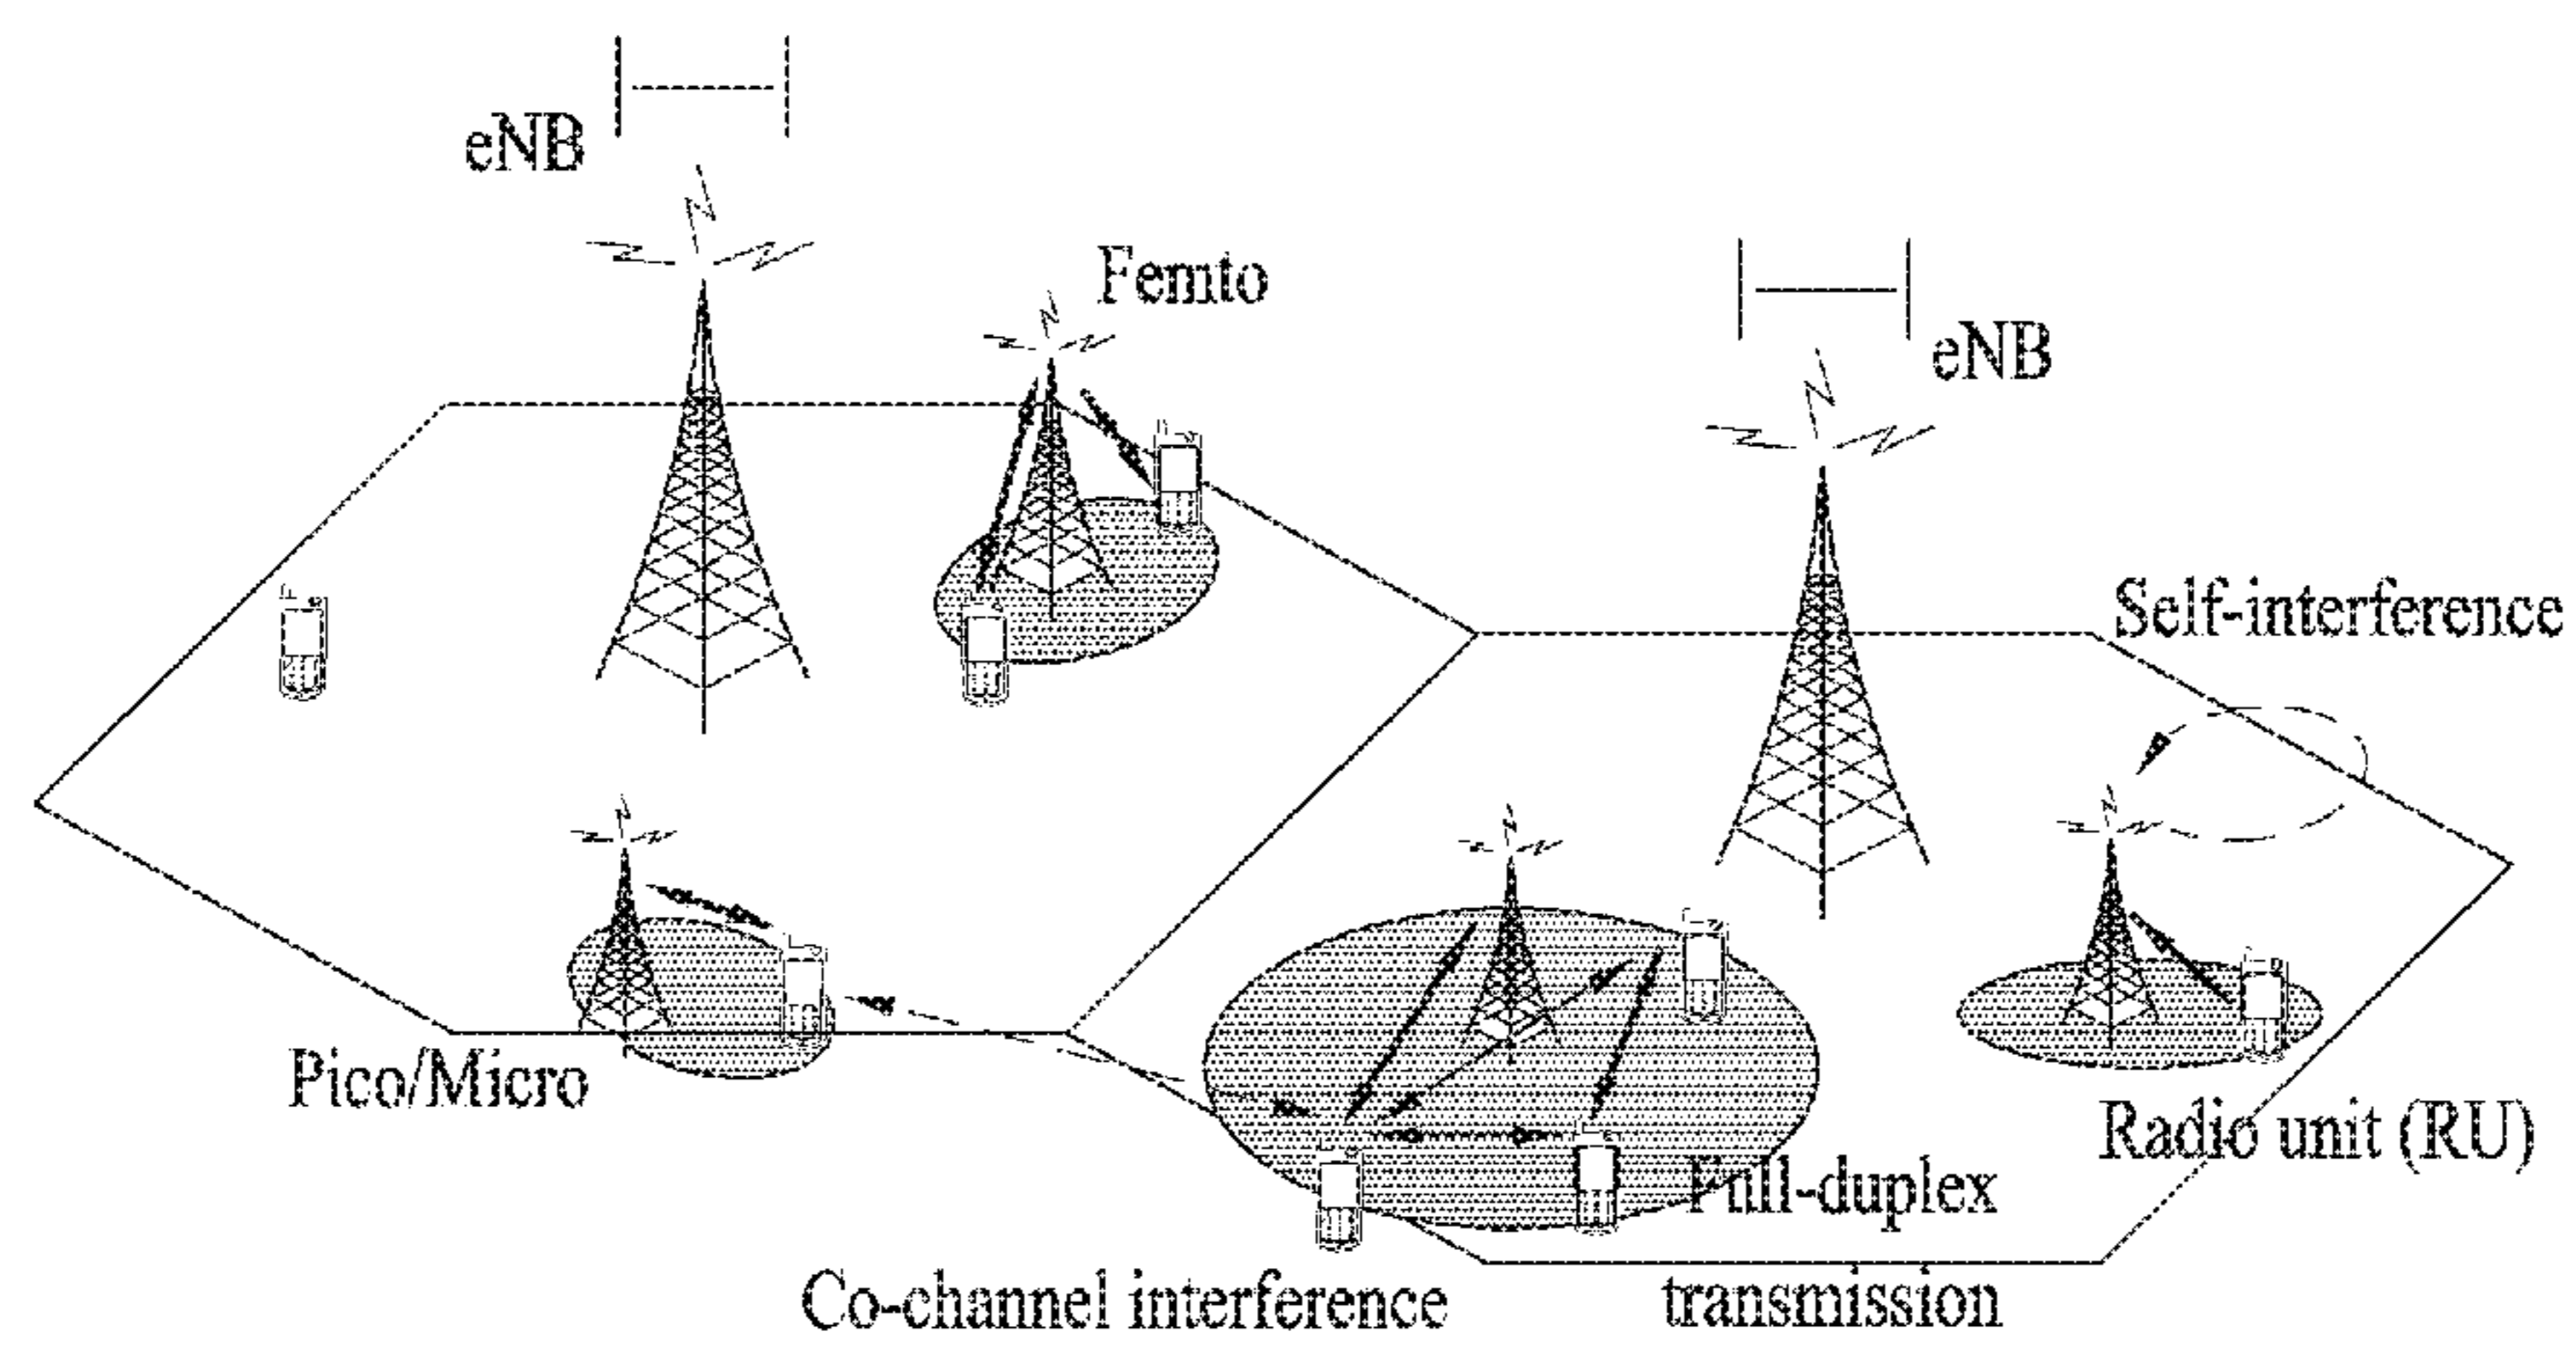 eNB
Femto
eNB
Self-interference
Pico/Micro
Radio unit (RU)
Full-duplex
transmission
Co-channel interference